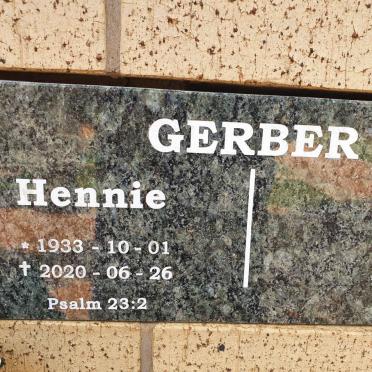 GERBER
Hennie
* 1933 - 10 - 01
✝ 2020 - 06 - 26
Psalm 23:2